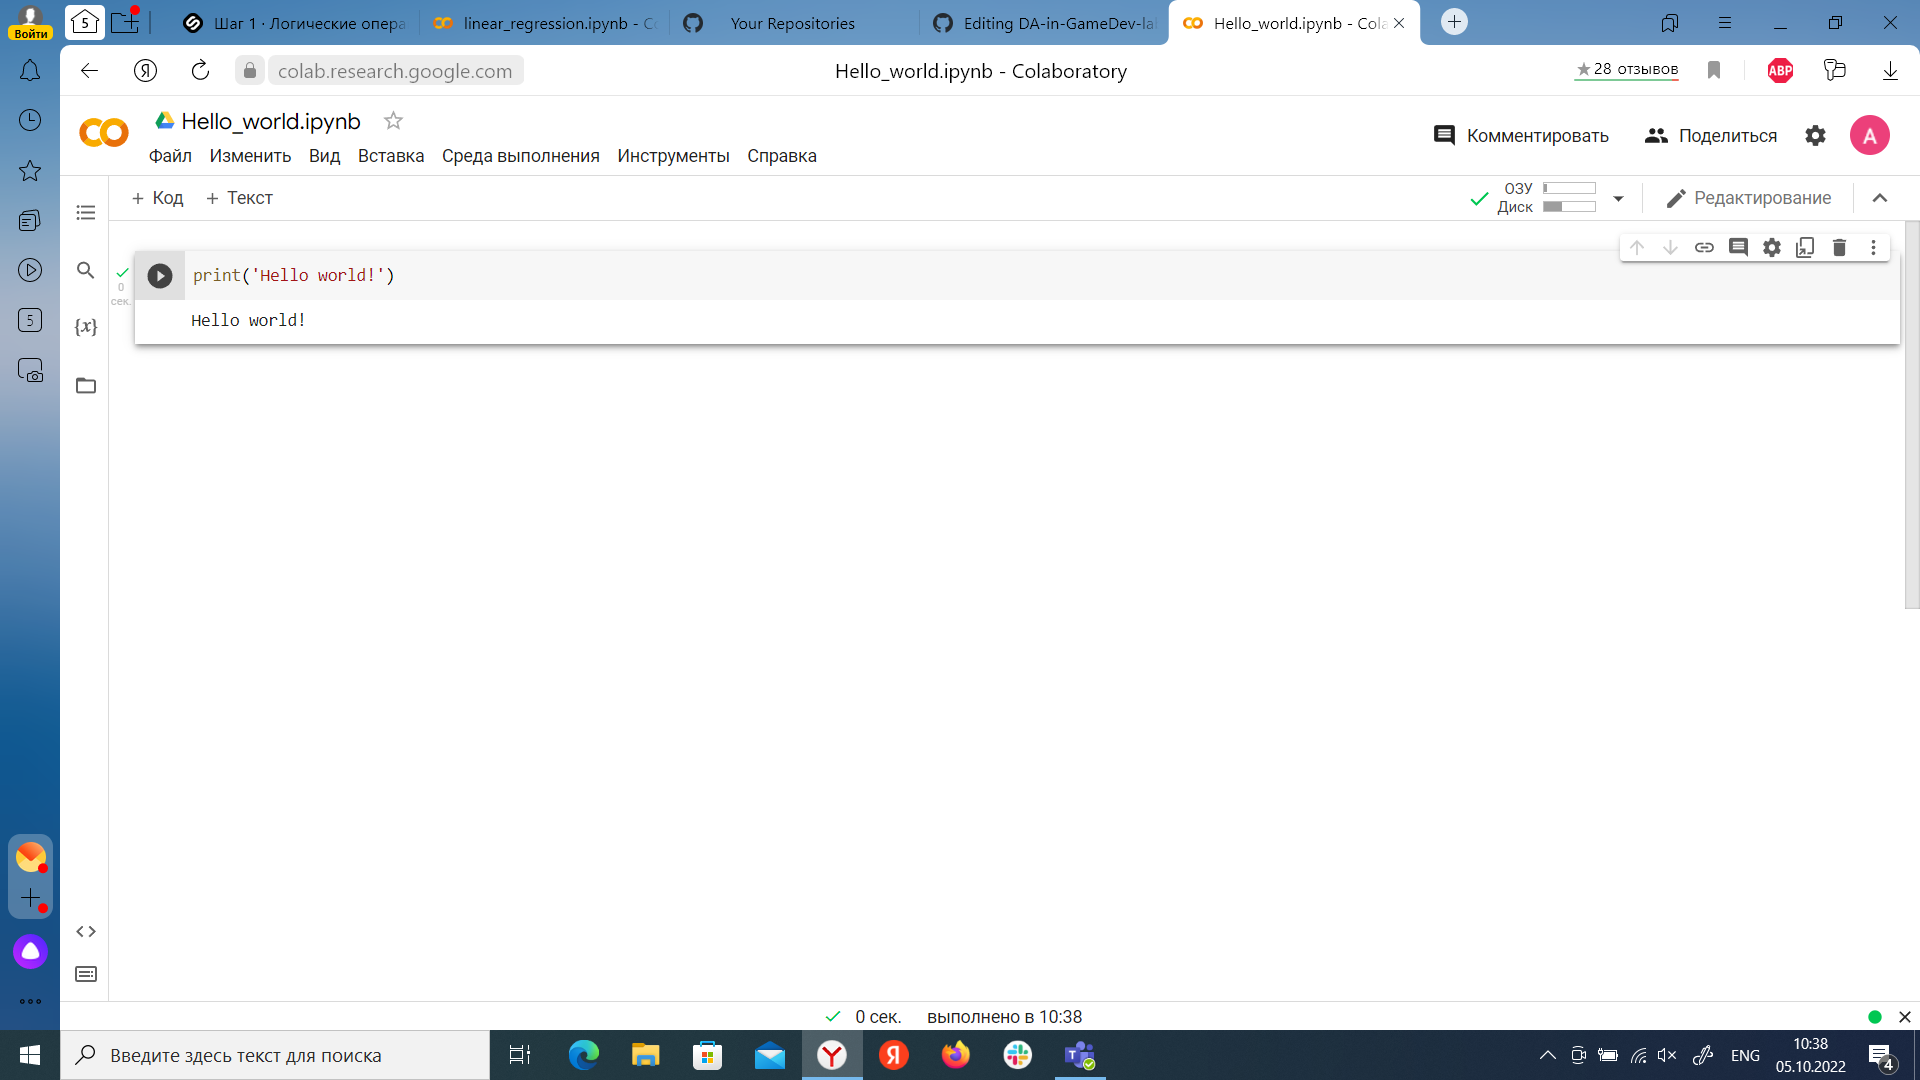 Войти
5
Шаг 1 · Логические опера
linear_regression.ipynb - Co
Your Repositories
Editing DA-in-GameDev-la
Hello_world.ipynb - Cola
Я
colab.research.google.com
Hello_world.ipynb - Colaboratory
★28 отзывов
ABP
Hello_world.ipynb
Файл Изменить Вид Вставка Среда выполнения Инструменты Справка
Комментировать
Поделиться
A
+ Код + Текст
ОЗУ
Диск
Редактирование
0
сек.
print('Hello world!')
Hello world!
{x}
5
0 сек. выполнено в 10:38
Введите здесь текст для поиска
Y
Я
T
ENG
10:38
05.10.2022
4